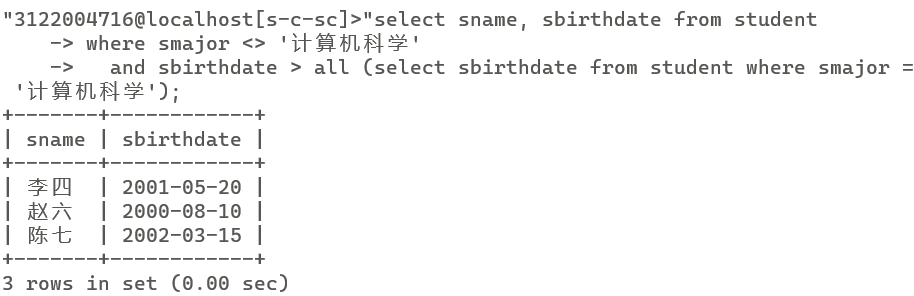 "3122004716@localhost[s-c-sc]>"select sname, sbirthdate from student
    -> where smajor <> '计算机科学'
    ->   and sbirthdate > all (select sbirthdate from student where smajor =
 '计算机科学');
+-------+------------+
| sname | sbirthdate |
+-------+------------+
| 李四  | 2001-05-20 |
| 赵六  | 2000-08-10 |
| 陈七  | 2002-03-15 |
+-------+------------+
3 rows in set (0.00 sec)